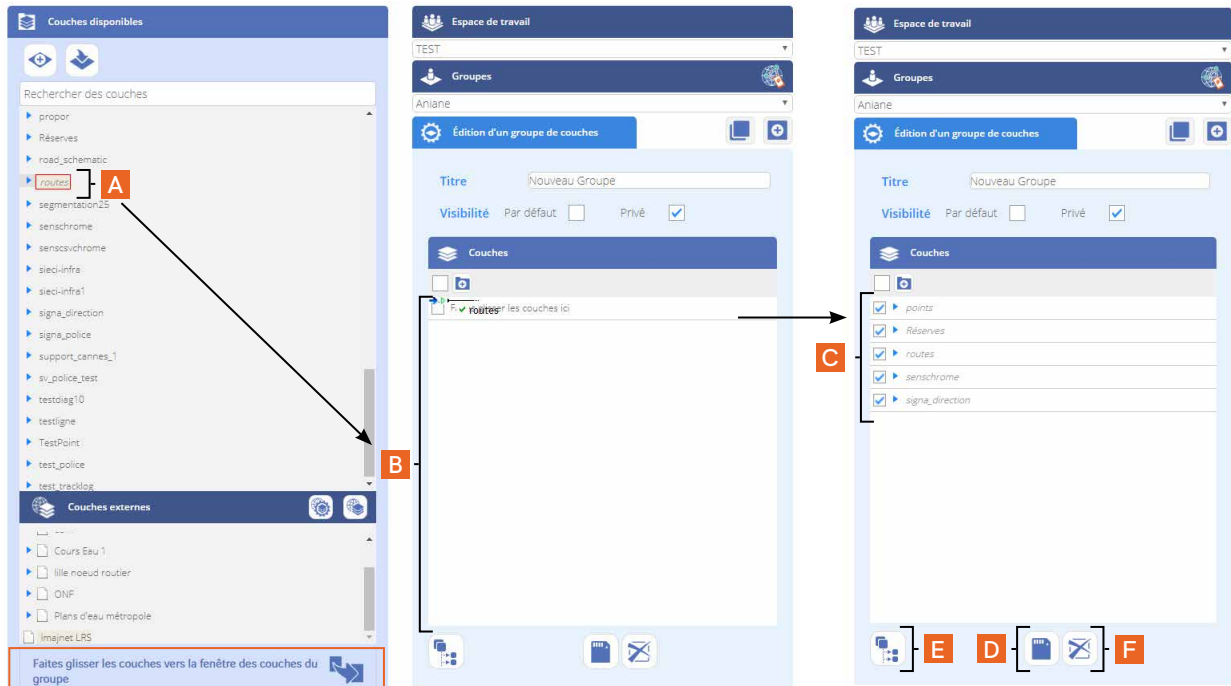 Couches disponibles
Rechercher des couches
propor
Réserves
road_schematic
routes
A
segmentation25
senschrome
senscsvchrome
sieci-infra
sieci-infra1
signa_direction
signa_police
support_cannes_1
sv_police_test
testdiag10
testligne
TestPoint
test_police
test_tracklog
Couches externes
Cours Eau 1
lille noeud routier
ONF
Plans d'eau métropole
Imajnet LRS
Faites glisser les couches vers la fenêtre des couches du
groupe
Espace de travail
TEST
Groupes
Aniane
Édition d'un groupe de couches
Titre Nouveau Groupe
Visibilité Par défaut Privé
Couches
routes les couches ici
B
Espace de travail
TEST
Groupes
Aniane
Édition d'un groupe de couches
Titre Nouveau Groupe
Visibilité Par défaut Privé
Couches
points
Réserves
C
routes
senschrome
signa_direction
E D F